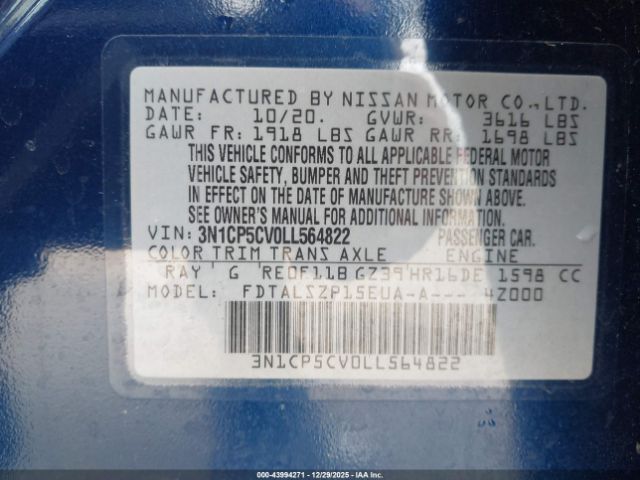 MANUFACTURED BY NISSAN MOTOR CO., LTD.
DATE: 10/20. GVWR: 3616 LBS
GAWR FR: 1918 LBS GAWR RR: 1698 LBS
THIS VEHICLE CONFORMS TO ALL APPLICABLE FEDERAL MOTOR
VEHICLE SAFETY, BUMPER AND THEFT PREVENTION STANDARDS
IN EFFECT ON THE DATE OF MANUFACTURE SHOWN ABOVE.
SEE OWNER'S MANUAL FOR ADDITIONAL INFORMATION.
VIN: 3N1CP5CV0LL564822 PASSENGER CAR.
COLOR TRIM TRANS AXLE ENGINE
RAY G RE0F11B GZ39 HR16DE 1598 CC
MODEL: FDTALSZP15EUA-A--- 4Z000
3N1CP5CV0LL564822
00-43994271 - 12/29/2025 - IAA Inc.